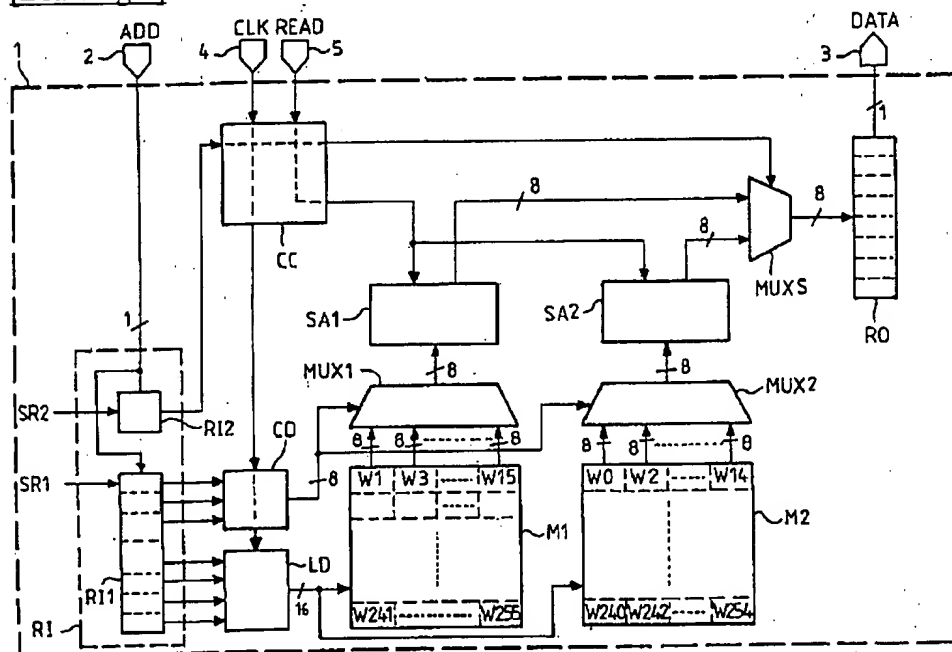 ADD CLK READ DATA
1 2 4 5 3
1
8
CC
8
8
MUXS
RO
SA1
SA2
1
8
8
MUX1
MUX2
SR2
RI2
CD
8 8 8
8 8 8
SR1
8
W1 W3 W15
W0 W2 W14
M1
M2
LD
RI1
16
RI
W241 W255
W240 W242 W254